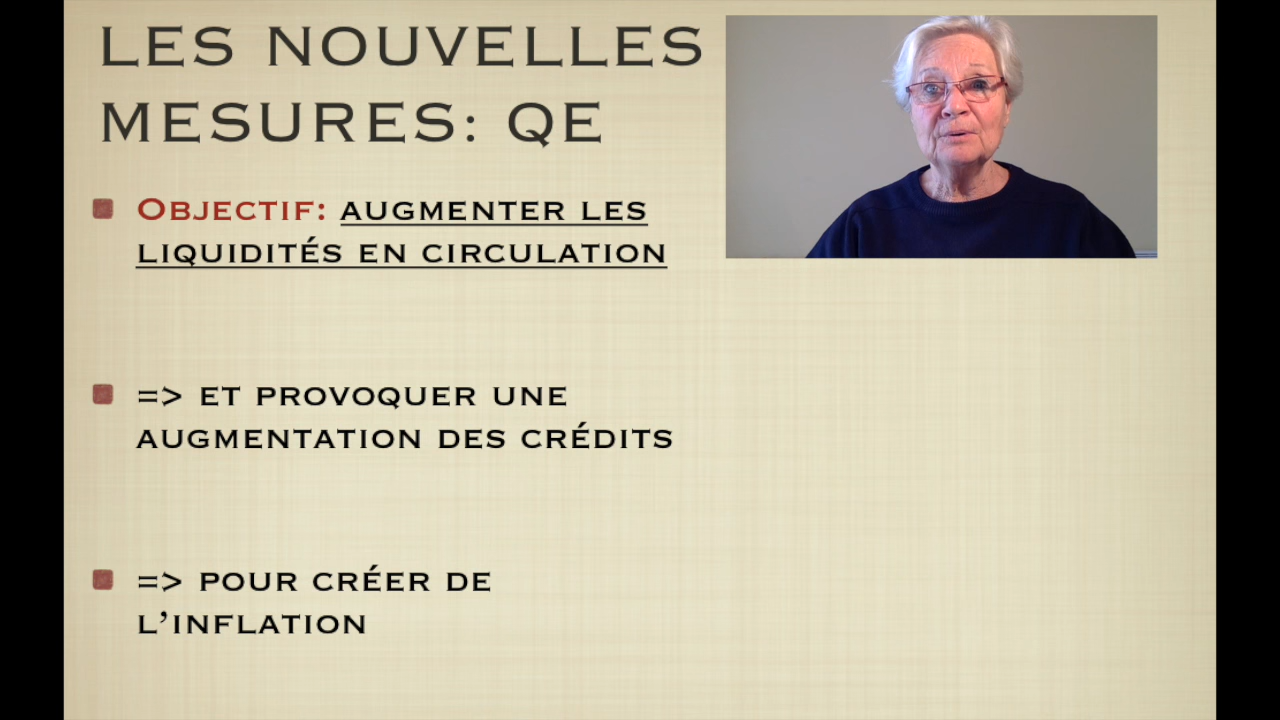 LES NOUVELLES
MESURES: QE
OBJECTIF: AUGMENTER LES
LIQUIDITÉS EN CIRCULATION
=> ET PROVOQUER UNE
AUGMENTATION DES CRÉDITS
=> POUR CRÉER DE
L’INFLATION